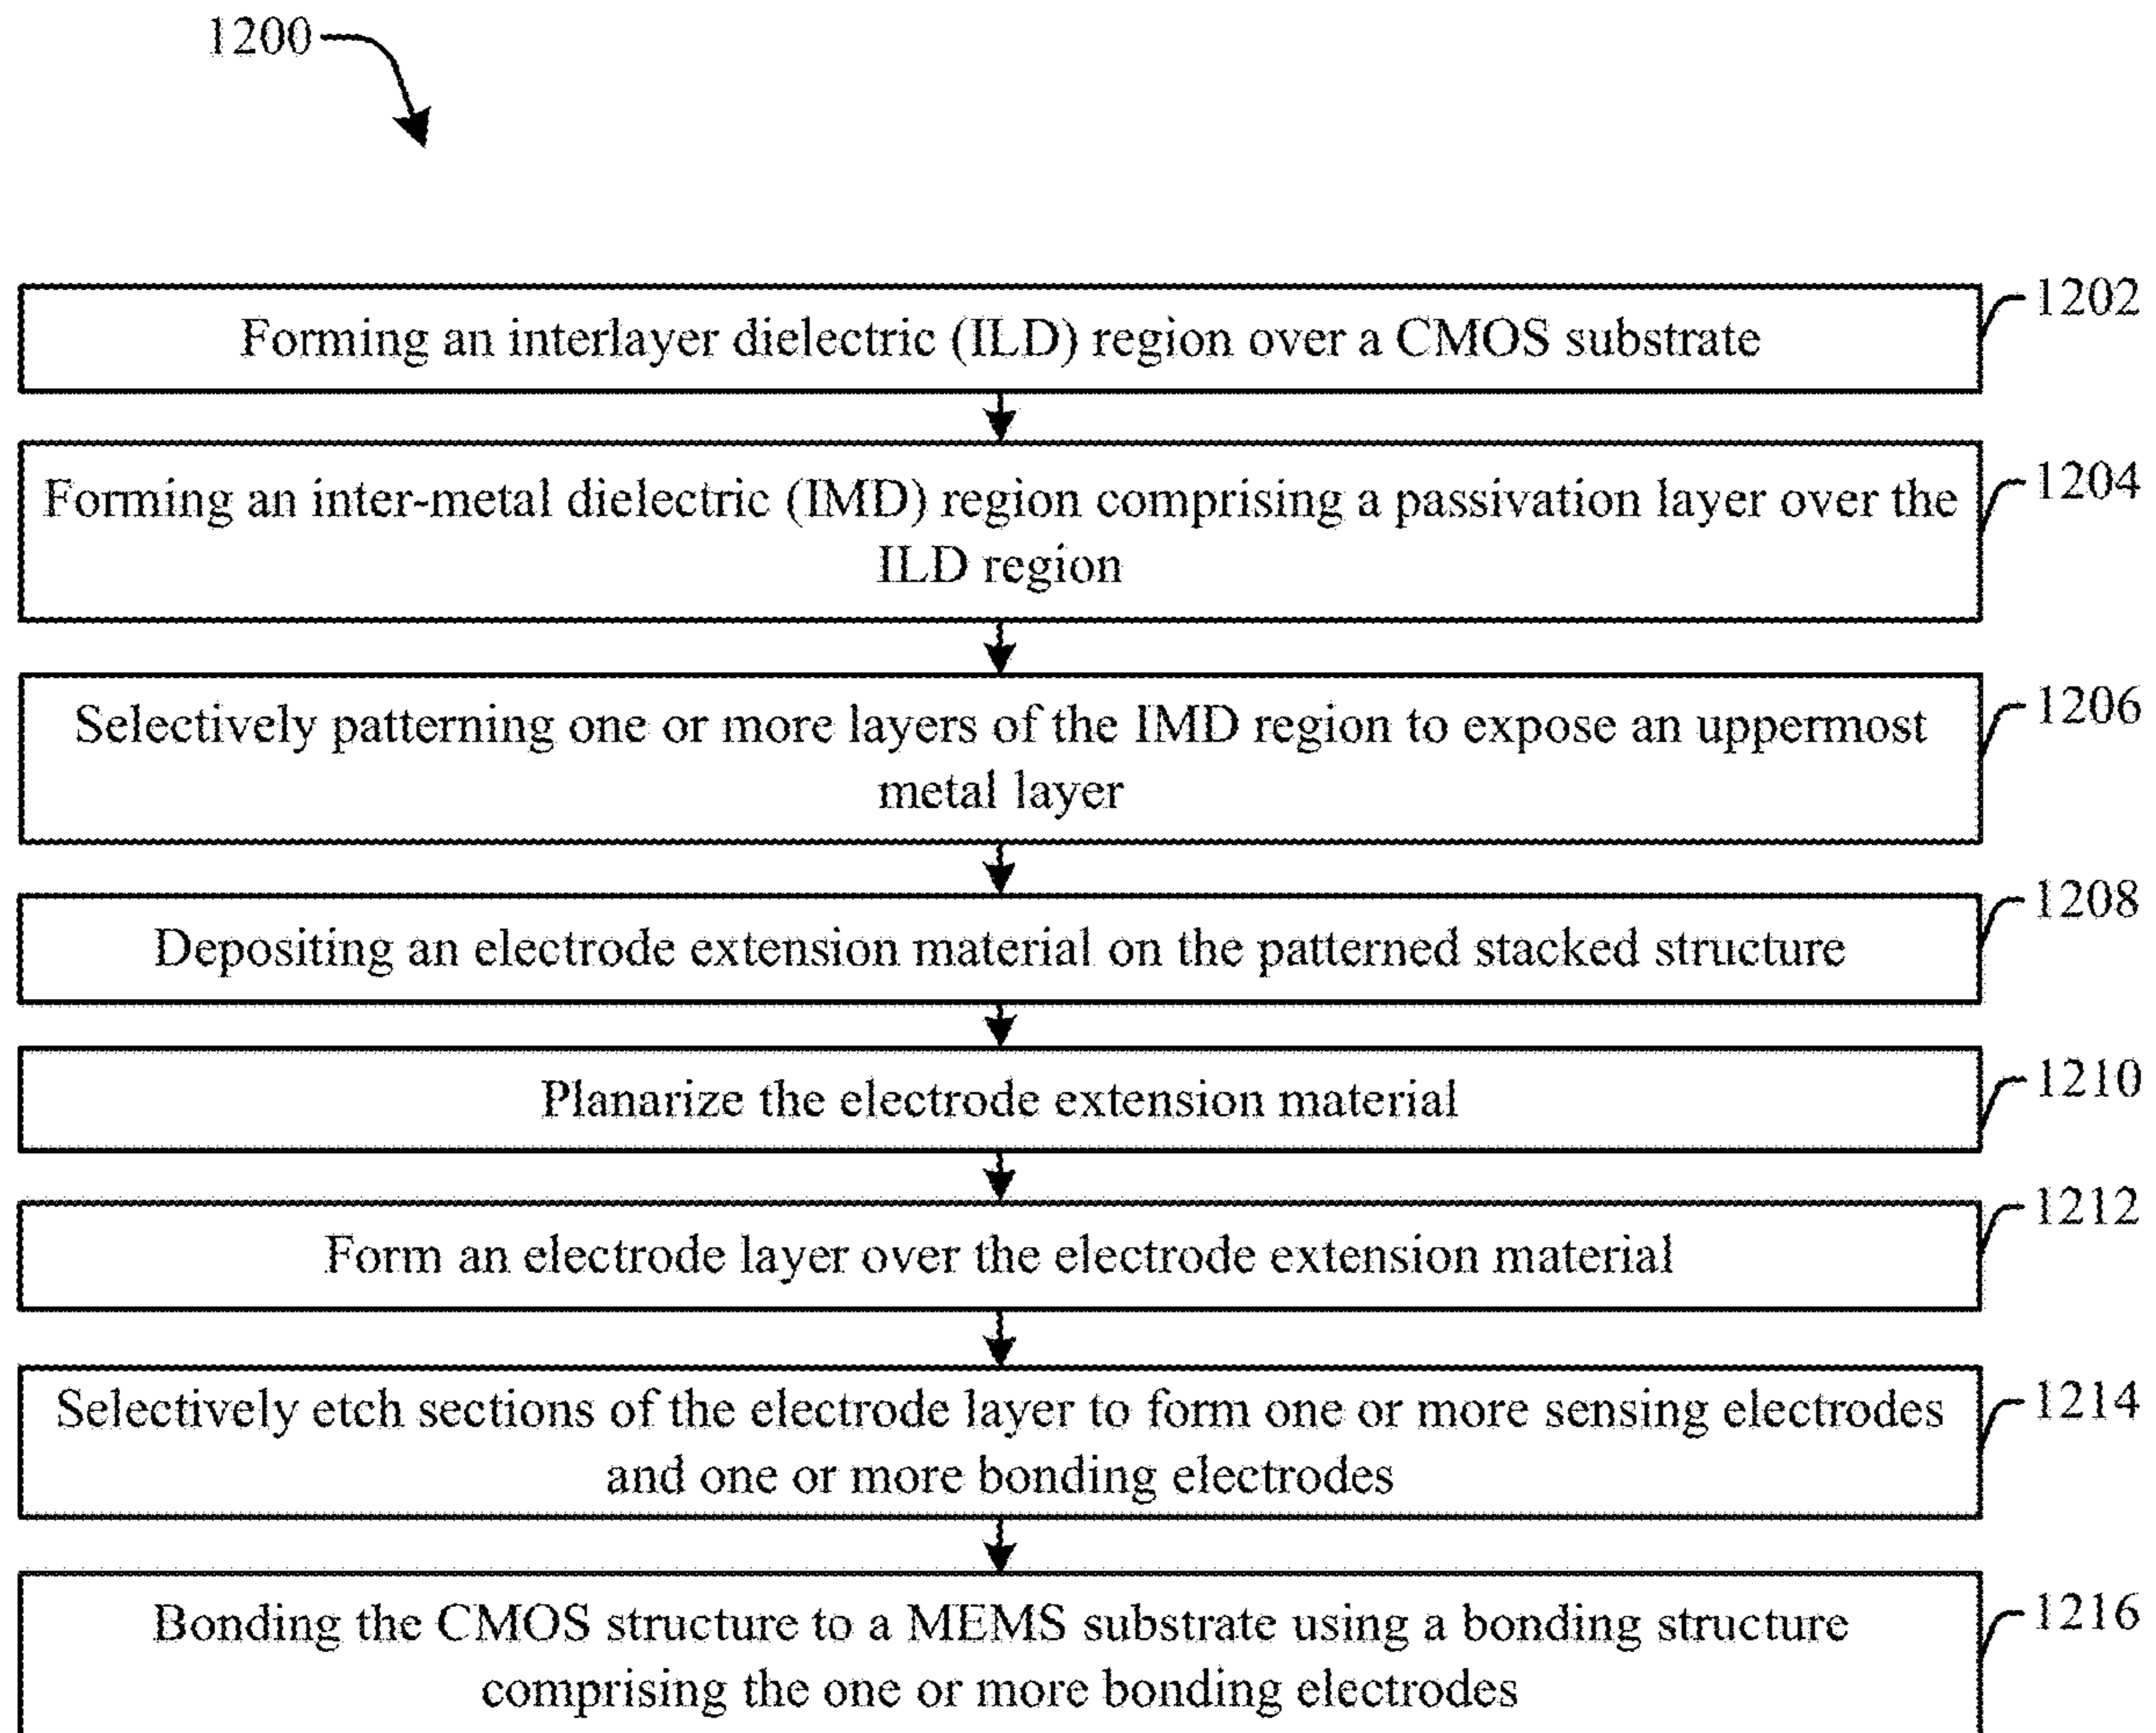 1200
Forming an interlayer dielectric (ILD) region over a CMOS substrate
1202
Forming an inter-metal dielectric (IMD) region comprising a passivation layer over the
ILD region
1204
Selectively patterning one or more layers of the IMD region to expose an uppermost
metal layer
1206
Depositing an electrode extension material on the patterned stacked structure
1208
Planarize the electrode extension material
1210
Form an electrode layer over the electrode extension material
1212
Selectively etch sections of the electrode layer to form one or more sensing electrodes
and one or more bonding electrodes
1214
Bonding the CMOS structure to a MEMS substrate using a bonding structure
comprising the one or more bonding electrodes
1216